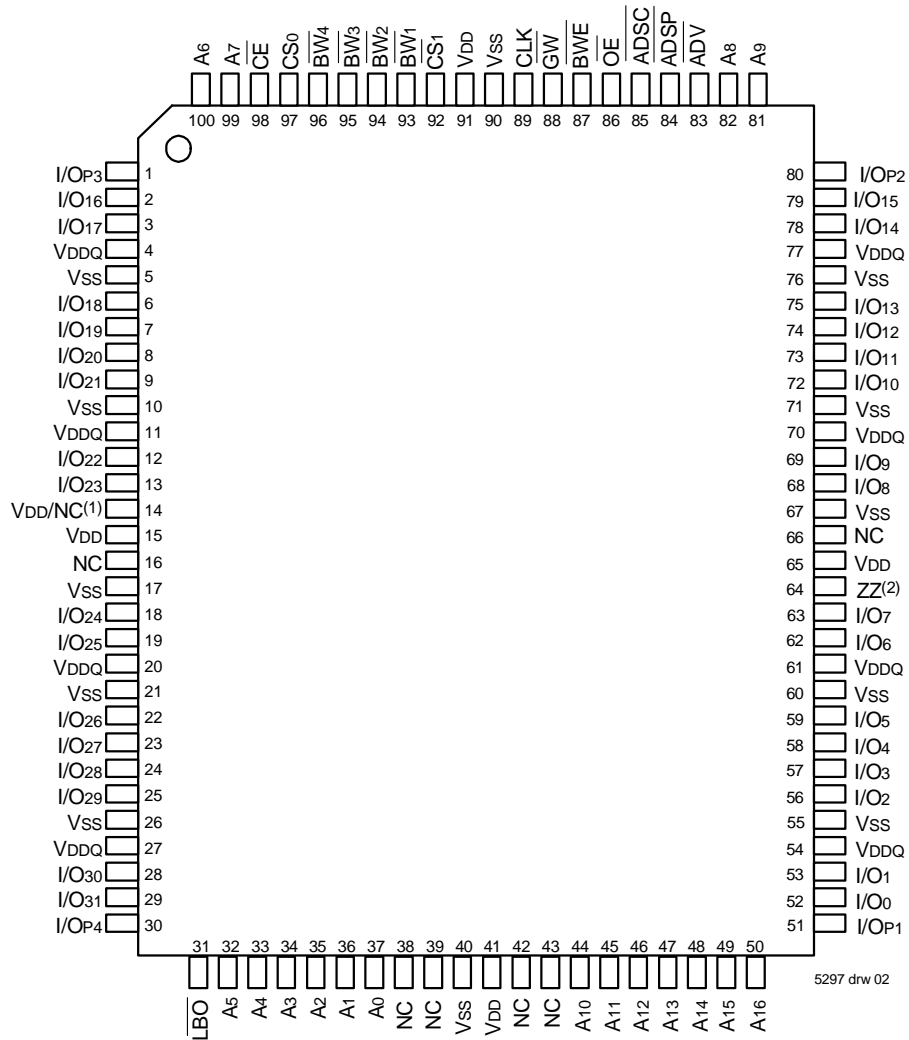 A6 A7 CE CS0 BW4 BW3 BW2 BW1 CS1 VDD VSS CLK GW BWE OE ADSC ADSP ADV A8 A9
100 99 98 97 96 95 94 93 92 91 90 89 88 87 86 85 84 83 82 81
I/OP3 1 80 I/OP2
I/O16 2 79 I/O15
I/O17 3 78 I/O14
VDDQ 4 77 VDDQ
VSS 5 76 VSS
I/O18 6 75 I/O13
I/O19 7 74 I/O12
I/O20 8 73 I/O11
I/O21 9 72 I/O10
VSS 10 71 VSS
VDDQ 11 70 VDDQ
I/O22 12 69 I/O9
I/O23 13 68 I/O8
VDD/NC(1) 14 67 VSS
VDD 15 66 NC
NC 16 65 VDD
VSS 17 64 ZZ(2)
I/O24 18 63 I/O7
I/O25 19 62 I/O6
VDDQ 20 61 VDDQ
VSS 21 60 VSS
I/O26 22 59 I/O5
I/O27 23 58 I/O4
I/O28 24 57 I/O3
I/O29 25 56 I/O2
VSS 26 55 VSS
VDDQ 27 54 VDDQ
I/O30 28 53 I/O1
I/O31 29 52 I/O0
I/OP4 30 51 I/OP1
31 32 33 34 35 36 37 38 39 40 41 42 43 44 45 46 47 48 49 50
LBO A5 A4 A3 A2 A1 A0 NC NC VSS VDD NC NC A10 A11 A12 A13 A14 A15 A16
5297 drw 02